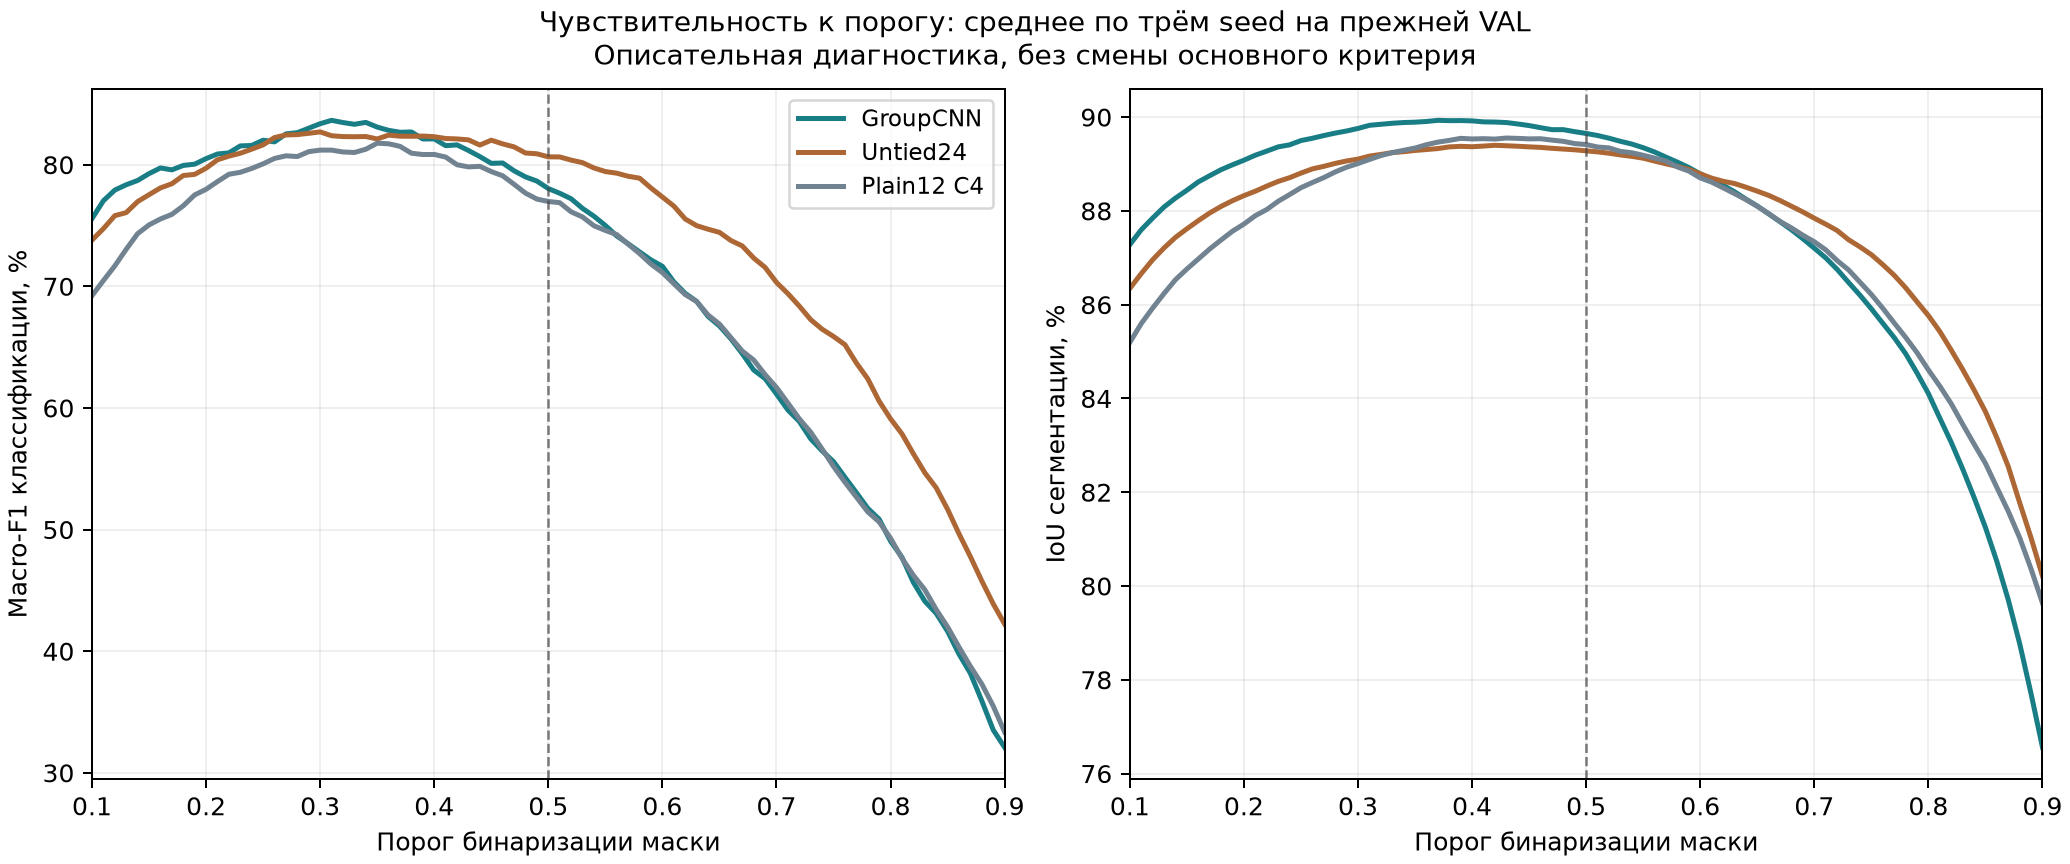 Чувствительность к порогу: среднее по трём seed на прежней VAL
Описательная диагностика, без смены основного критерия
Macro-F1 классификации, %
80
70
60
50
40
30
0.1 0.2 0.3 0.4 0.5 0.6 0.7 0.8 0.9
Порог бинаризации маски
GroupCNN
Untied24
Plain12 C4
IoU сегментации, %
90
88
86
84
82
80
78
76
0.1 0.2 0.3 0.4 0.5 0.6 0.7 0.8 0.9
Порог бинаризации маски